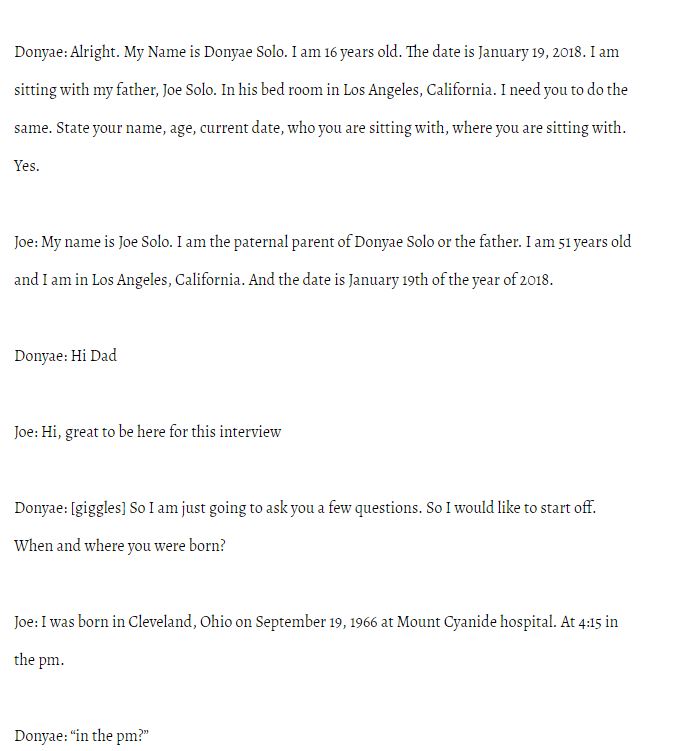 Donyae: Alright. My Name is Donyae Solo. I am 16 years old. The date is January 19, 2018. I am
sitting with my father, Joe Solo. In his bed room in Los Angeles, California. I need you to do the
same. State your name, age, current date, who you are sitting with, where you are sitting with.
Yes.
Joe: My name is Joe Solo. I am the paternal parent of Donyae Solo or the father. I am 51 years old
and I am in Los Angeles, California. And the date is January 19th of the year of 2018.
Donyae: Hi Dad
Joe: Hi, great to be here for this interview
Donyae: [giggles] So I am just going to ask you a few questions. So I would like to start off.
When and where you were born?
Joe: I was born in Cleveland, Ohio on September 19, 1966 at Mount Cyanide hospital. At 4:15 in
the pm.
Donyae: “in the pm?”